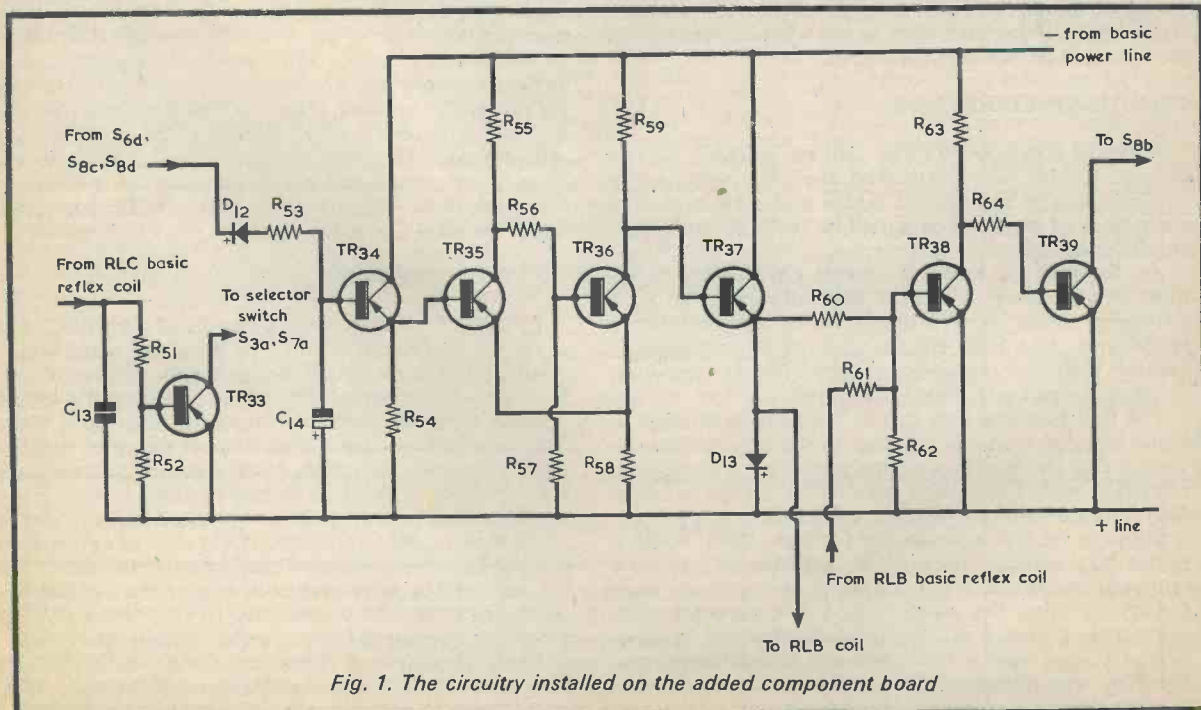 — from basic
power line
From S6d,
S8c, S8d
D12
R53
R55
R59
R63
To S8b
R56
R64
TR34
TR35
TR36
TR37
TR38
TR39
From RLC basic
reflex coil
To selector
switch
S3a, S7a
R51
TR33
C13
R52
C14
+
R54
R57
R58
R60
R61
R62
D13
+
+
+ line
From RLB basic reflex coil
To RLB coil
Fig. 1. The circuitry installed on the added component board